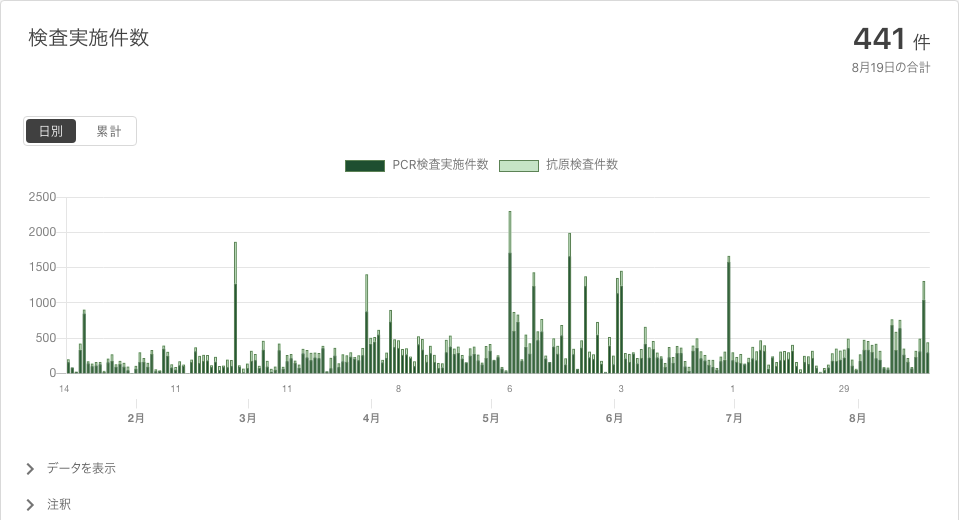 検査実施件数
441 件
8月19日の合計
日別 累計
PCR検査実施件数 抗原検査件数
2500
2000
1500
1000
500
0
14 11 11 8 6 3 1 29
2月 3月 4月 5月 6月 7月 8月
データを表示
注釈